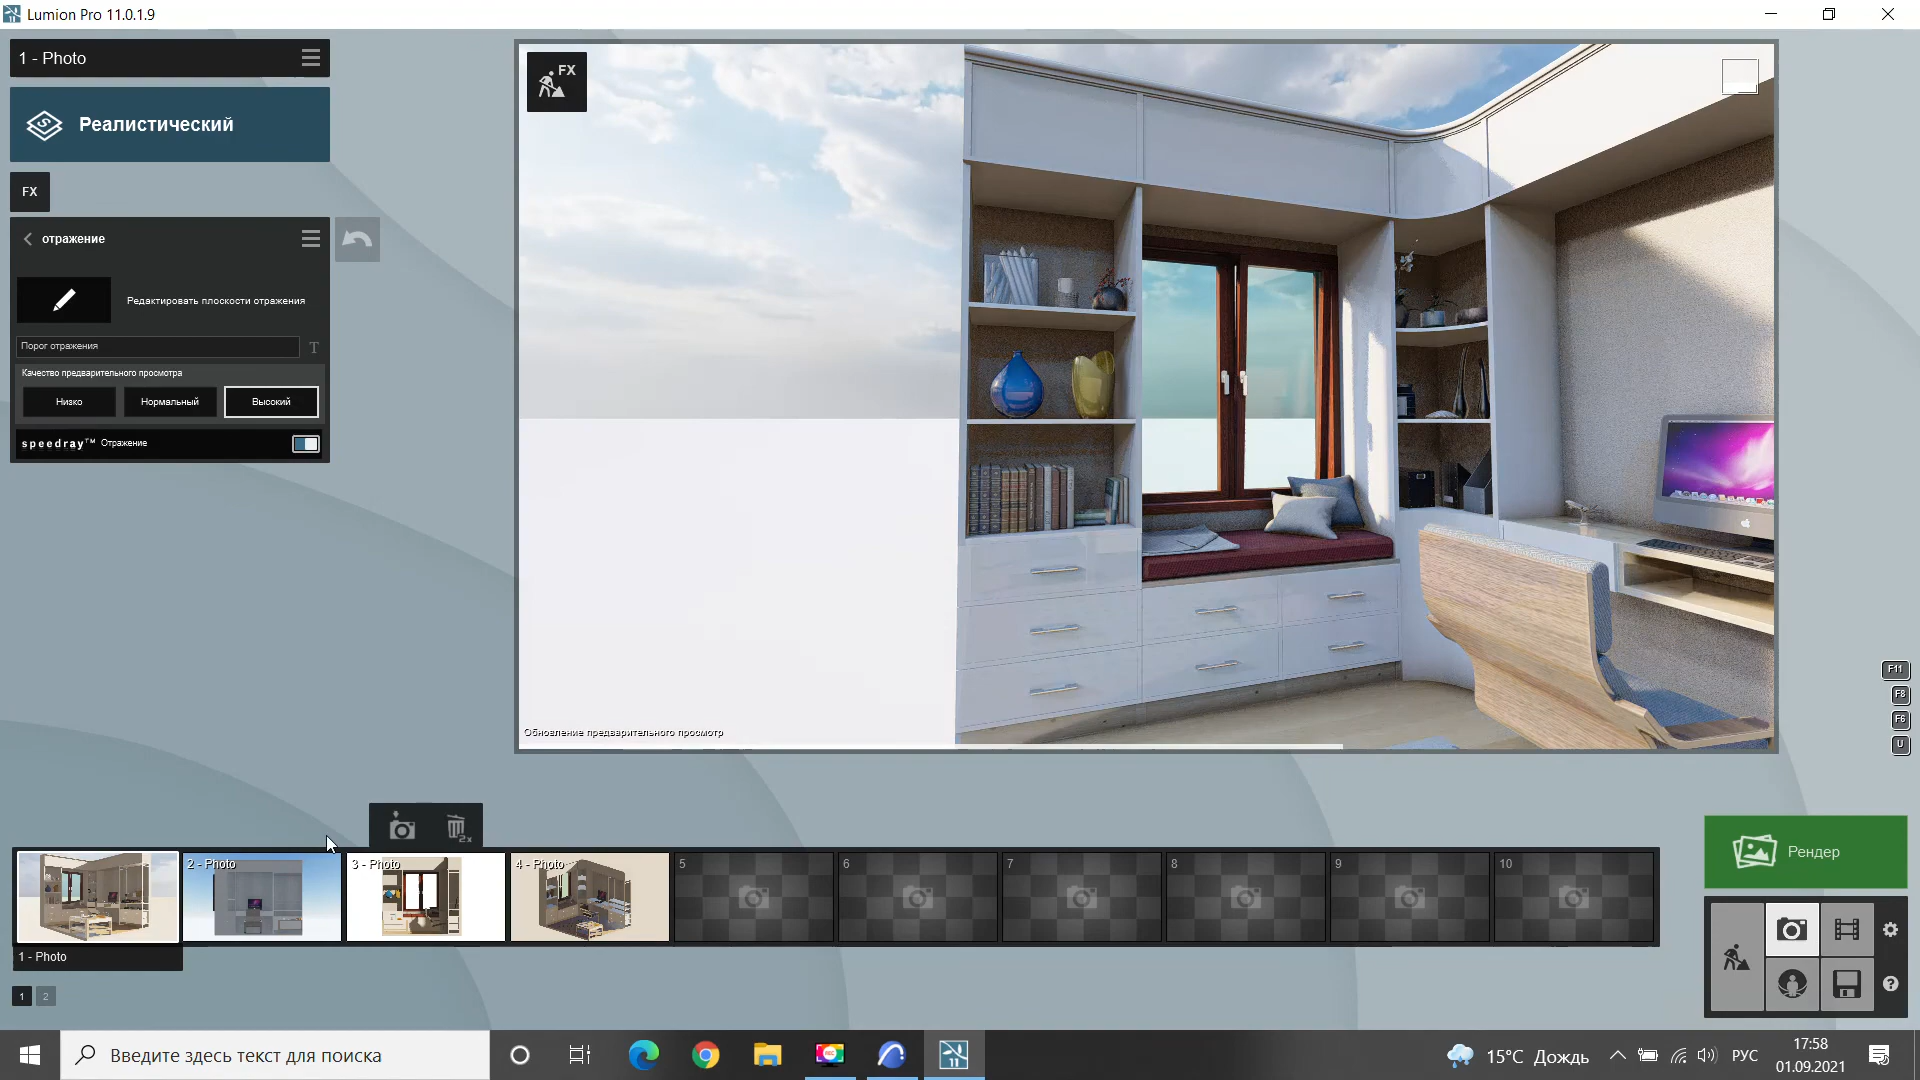 Lumion Pro 11.0.1.9
1 - Photo
Реалистический
FX
отражение
Редактировать плоскости отражения
Порог отражения
T
Качество предварительного просмотра
Низко
Нормальный
Высокий
speedray™ Отражение
FX
Обновление предварительного просмотр
F11
F8
F6
U
2x
2 - Photo
3 - Photo
4 - Photo
5
6
7
8
9
10
1 - Photo
1
2
Рендер
?
Введите здесь текст для поиска
REC
11
15°C Дождь
РУС
17:58
01.09.2021